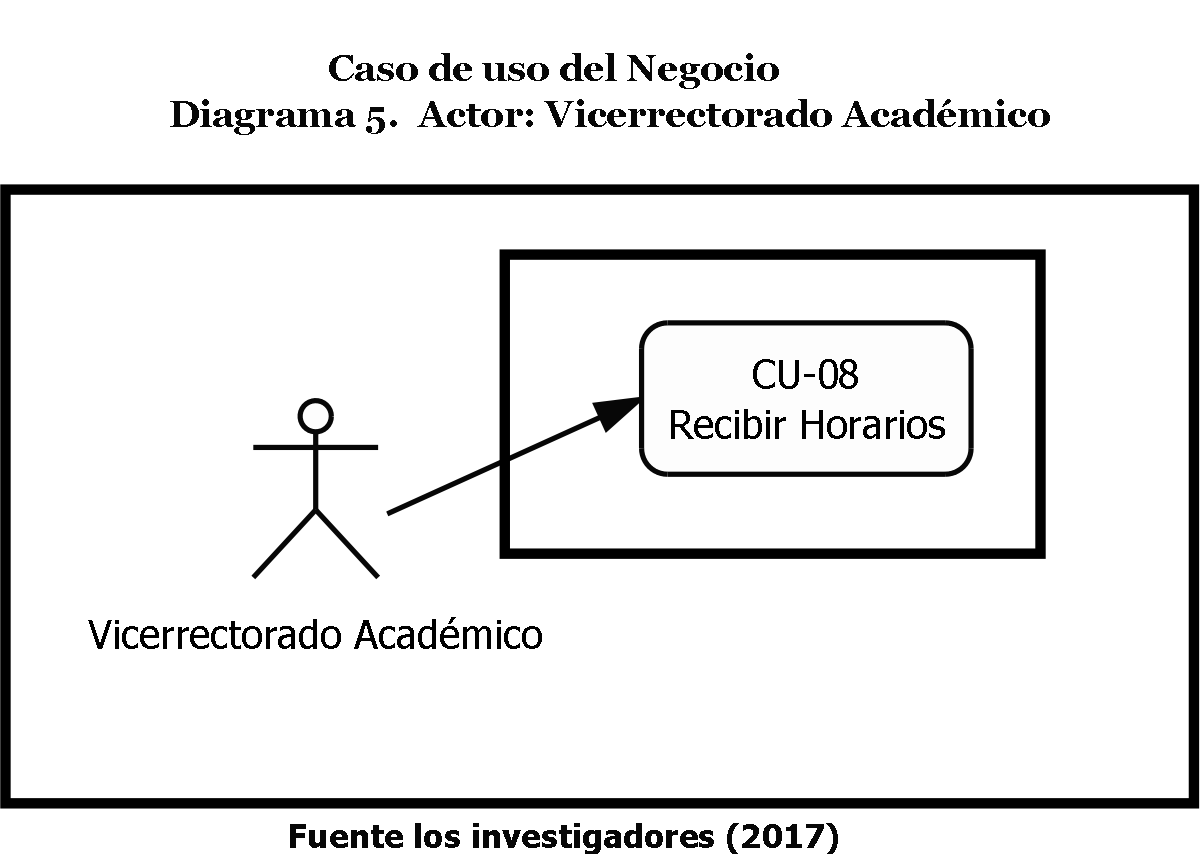 Caso de uso del Negocio
Diagrama 5.  Actor: Vicerrectorado Académico
CU-08
Recibir Horarios
Vicerrectorado Académico
Fuente los investigadores (2017)